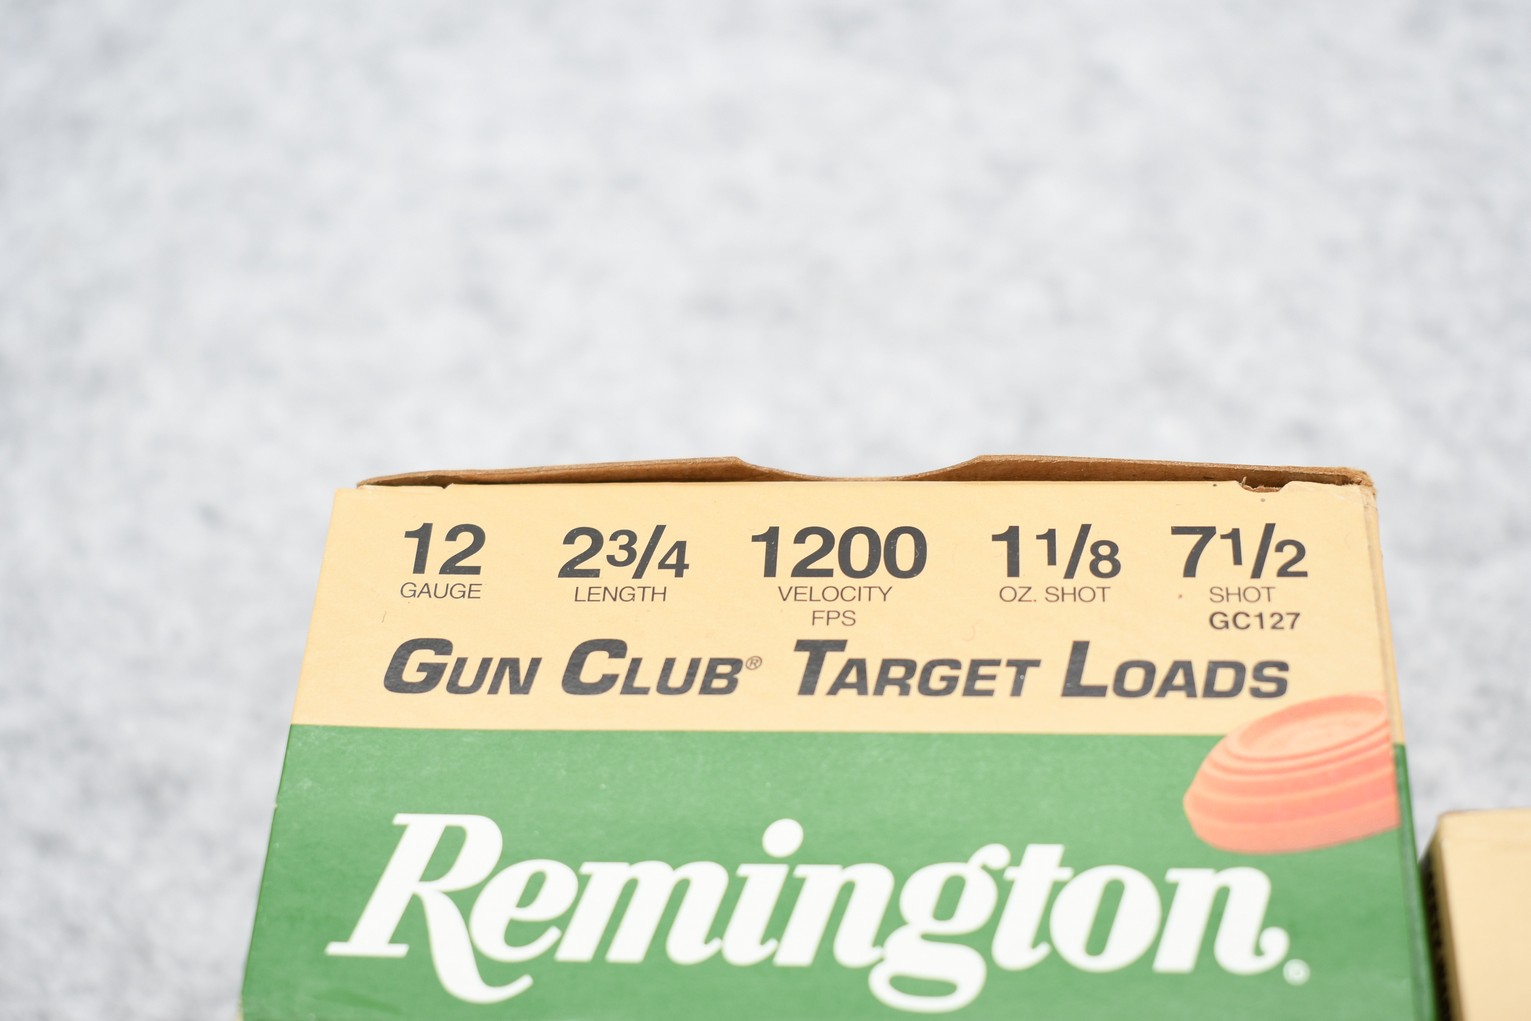 12 2 3/4 1200 1 1/8 7 1/2
GAUGE LENGTH VELOCITY OZ. SHOT SHOT
FPS GC127
GUN CLUB® TARGET LOADS
Remington®